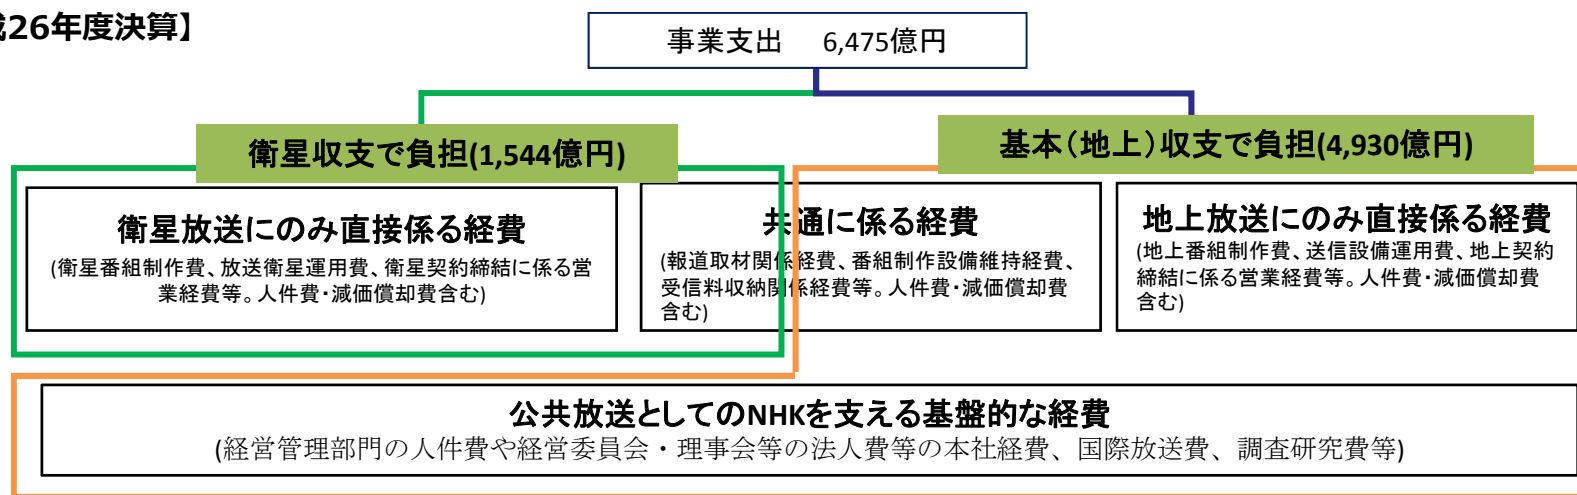 26年度決算】
事業支出 6,475億円
衛星収支で負担(1,544億円)
基本(地上)収支で負担(4,930億円)
衛星放送にのみ直接係る経費
(衛星番組制作費、放送衛星運用費、衛星契約締結に係る営
業経費等。人件費・減価償却費含む)
共通に係る経費
(報道取材関係経費、番組制作設備維持経費、
受信料収納関係経費等。人件費・減価償却費
含む)
地上放送にのみ直接係る経費
(地上番組制作費、送信設備運用費、地上契約
締結に係る営業経費等。人件費・減価償却費
含む)
公共放送としてのNHKを支える基盤的な経費
(経営管理部門の人件費や経営委員会・理事会等の法人費等の本社経費、国際放送費、調査研究費等)